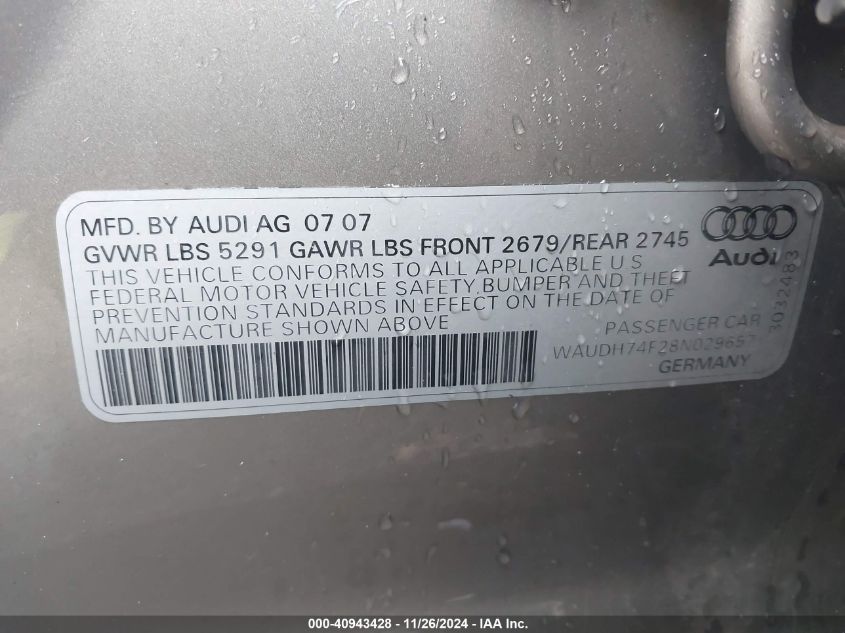 MFD. BY AUDI AG 07 07
GVWR LBS 5291 GAWR LBS FRONT 2679/REAR 2745
THIS VEHICLE CONFORMS TO ALL APPLICABLE U S
FEDERAL MOTOR VEHICLE SAFETY, BUMPER AND THEFT
PREVENTION STANDARDS IN EFFECT ON THE DATE OF
MANUFACTURE SHOWN ABOVE
Audi
3032483
PASSENGER CAR
WAUDH74F28N029657
GERMANY
000-40943428 - 11/26/2024 - IAA Inc.